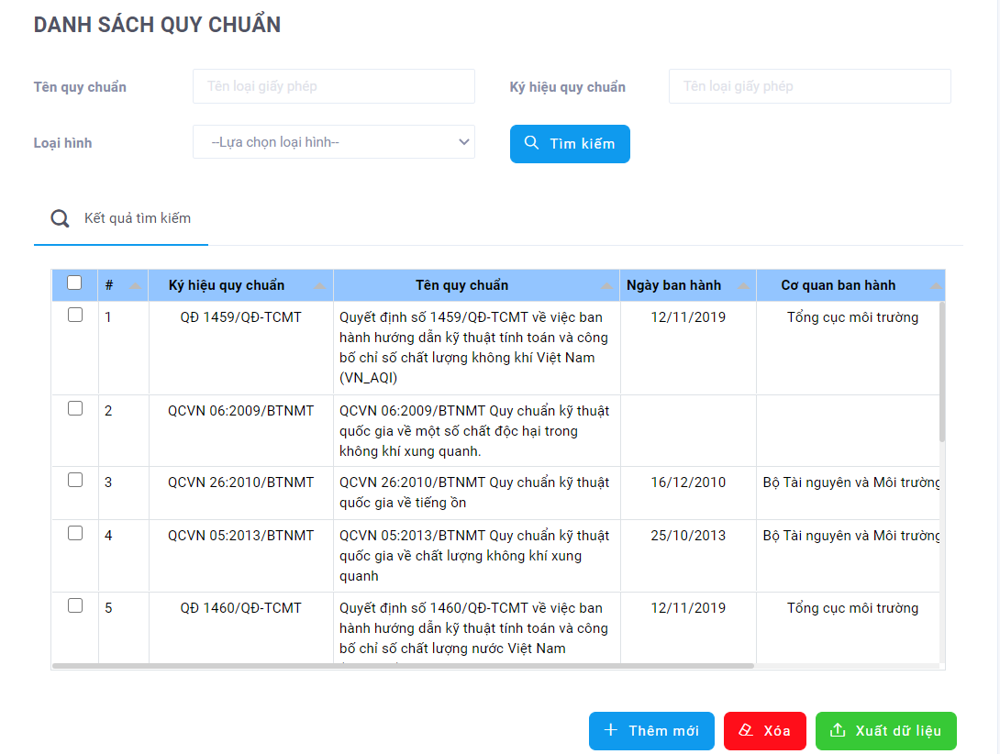 DANH SÁCH QUY CHUẨN
Tên quy chuẩn
Tên loại giấy phép
Ký hiệu quy chuẩn
Tên loại giấy phép
Loại hình
--Lựa chọn loại hình--
Tìm kiếm
Kết quả tìm kiếm
# Ký hiệu quy chuẩn Tên quy chuẩn Ngày ban hành Cơ quan ban hành
1 QĐ 1459/QĐ-TCMT Quyết định số 1459/QĐ-TCMT về việc ban 12/11/2019 Tổng cục môi trường
hành hướng dẫn kỹ thuật tính toán và công
bố chỉ số chất lượng không khí Việt Nam
(VN_AQI)
2 QCVN 06:2009/BTNMT QCVN 06:2009/BTNMT Quy chuẩn kỹ thuật
quốc gia về một số chất độc hại trong
không khí xung quanh.
3 QCVN 26:2010/BTNMT QCVN 26:2010/BTNMT Quy chuẩn kỹ thuật 16/12/2010 Bộ Tài nguyên và Môi trường
quốc gia về tiếng ồn
4 QCVN 05:2013/BTNMT QCVN 05:2013/BTNMT Quy chuẩn kỹ thuật 25/10/2013 Bộ Tài nguyên và Môi trường
quốc gia về chất lượng không khí xung
quanh
5 QĐ 1460/QĐ-TCMT Quyết định số 1460/QĐ-TCMT về việc ban 12/11/2019 Tổng cục môi trường
hành hướng dẫn kỹ thuật tính toán và công
bố chỉ số chất lượng nước Việt Nam
Thêm mới
Xóa
Xuất dữ liệu